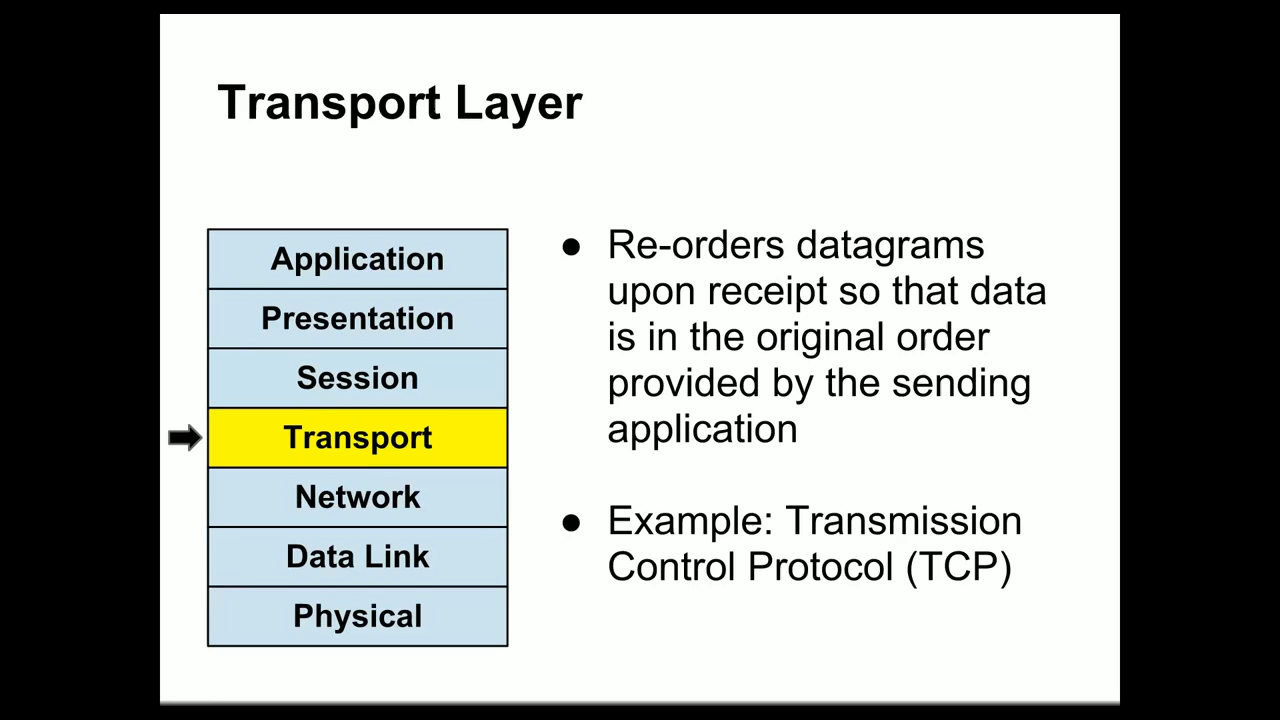 Transport Layer
Application
Presentation
Session
Transport
Network
Data Link
Physical
● Re-orders datagrams
upon receipt so that data
is in the original order
provided by the sending
application
● Example: Transmission
Control Protocol (TCP)